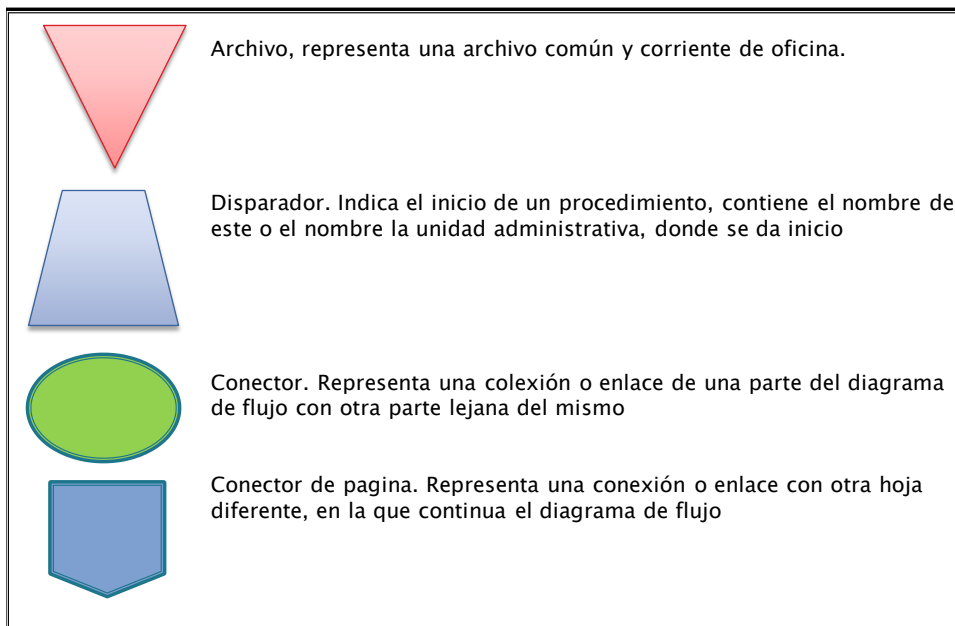 Archivo, representa una archivo común y corriente de oficina.
Disparador. Indica el inicio de un procedimiento, contiene el nombre de
este o el nombre la unidad administrativa, donde se da inicio
Conector. Representa una colexión o enlace de una parte del diagrama
de flujo con otra parte lejana del mismo
Conector de pagina. Representa una conexión o enlace con otra hoja
diferente, en la que continua el diagrama de flujo